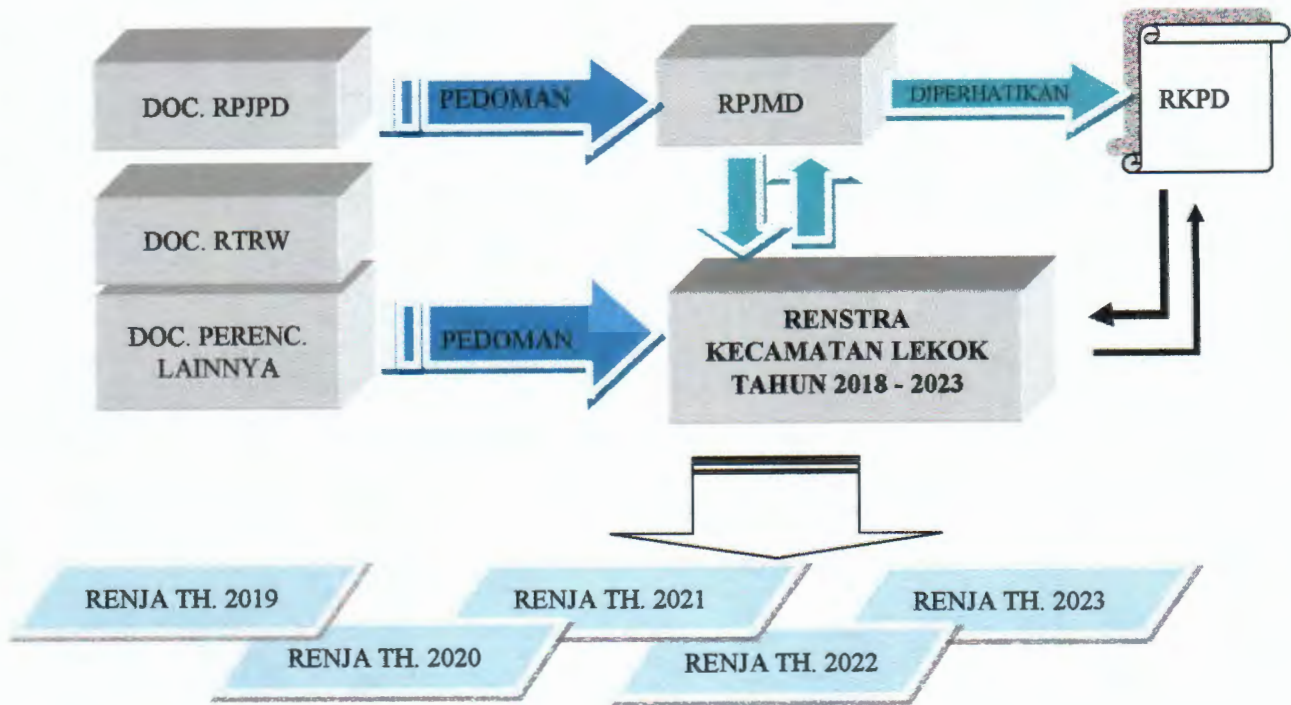 DOC. RPJPD
PEDOMAN
RPJMD
DIPERHATIKAN
RKPD
DOC. RTRW
DOC. PERENC.
LAINNYA
PEDOMAN
RENSTRA
KECAMATAN LEKOK
TAHUN 2018 - 2023
RENJA TH. 2019
RENJA TH. 2021
RENJA TH. 2023
RENJA TH. 2020
RENJA TH. 2022